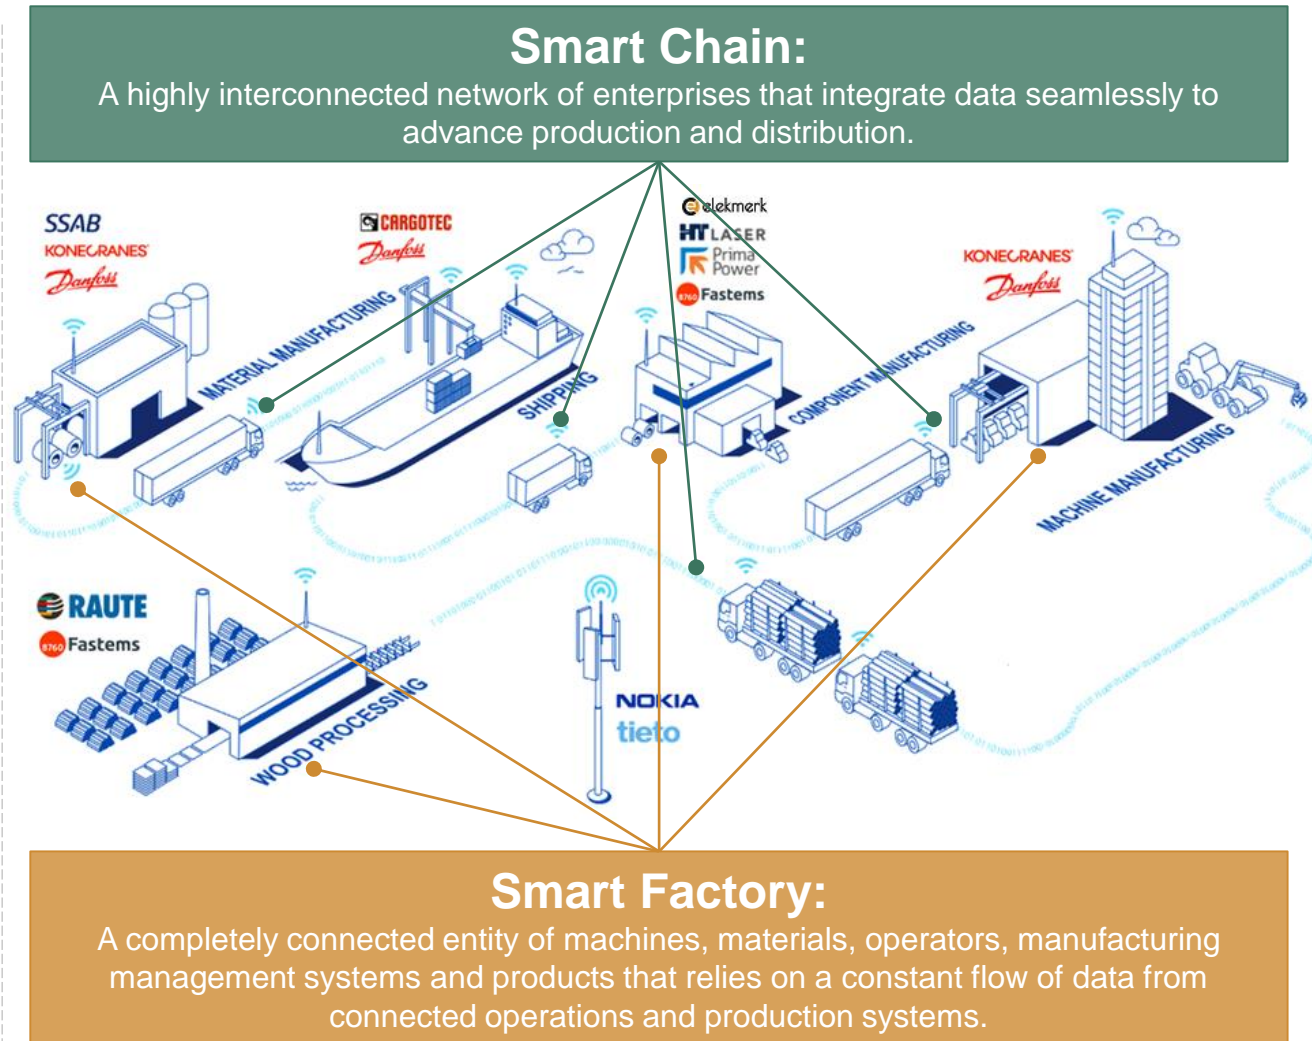 Smart Chain:
A highly interconnected network of enterprises that integrate data seamlessly to
advance production and distribution.
SSAB
KONECRANES
Danfoss
CARGOTEC
Danfoss
elekmerk
HT LASER
Prima
Power
8760 Fastems
KONECRANES
Danfoss
MATERIAL MANUFACTURING
SHIPPING
COMPONENT MANUFACTURING
MACHINE MANUFACTURING
RAUTE
8760 Fastems
WOOD PROCESSING
NOKIA
tieto
Smart Factory:
A completely connected entity of machines, materials, operators, manufacturing
management systems and products that relies on a constant flow of data from
connected operations and production systems.